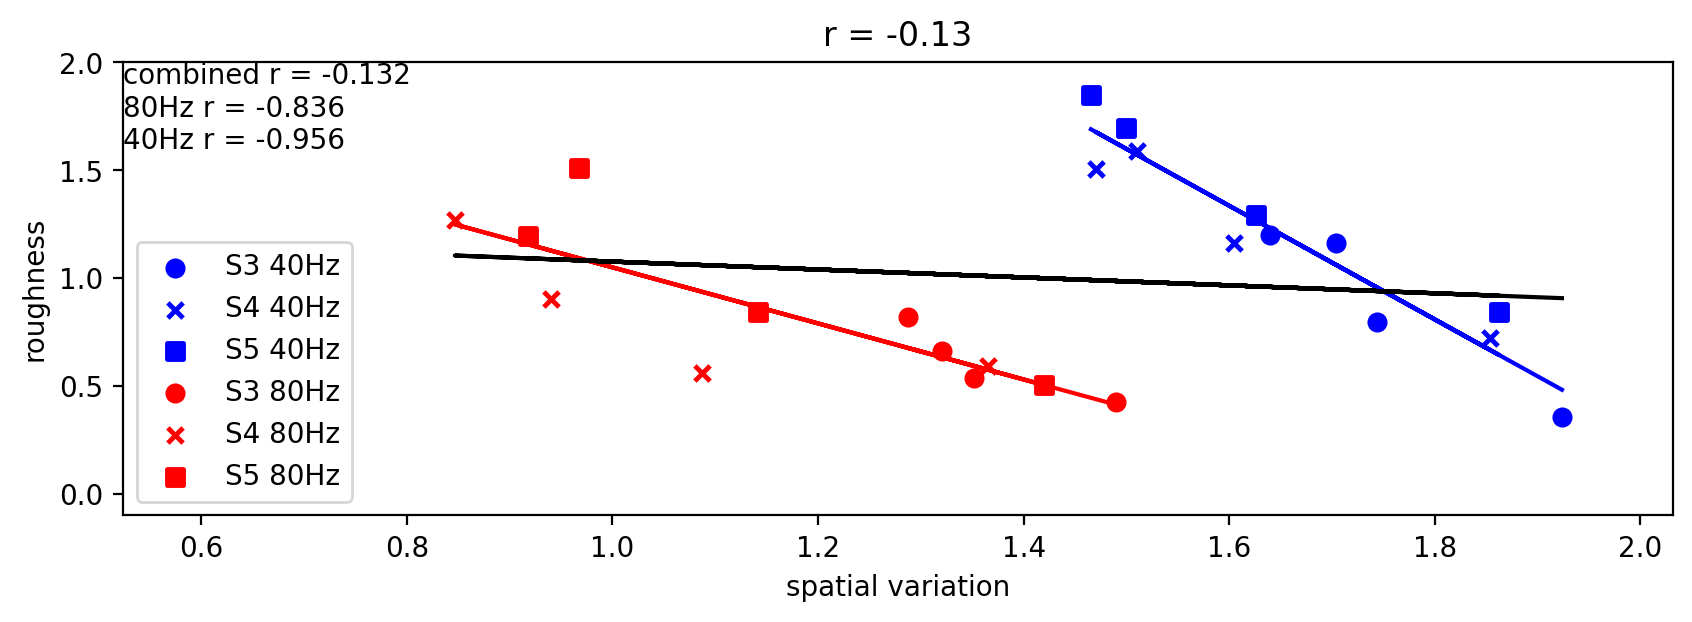 r = -0.13
combined r = -0.132
80Hz r = -0.836
40Hz r = -0.956
2.0
1.5
1.0
0.5
0.0
roughness
S3 40Hz
S4 40Hz
S5 40Hz
S3 80Hz
S4 80Hz
S5 80Hz
0.6 0.8 1.0 1.2 1.4 1.6 1.8 2.0
spatial variation